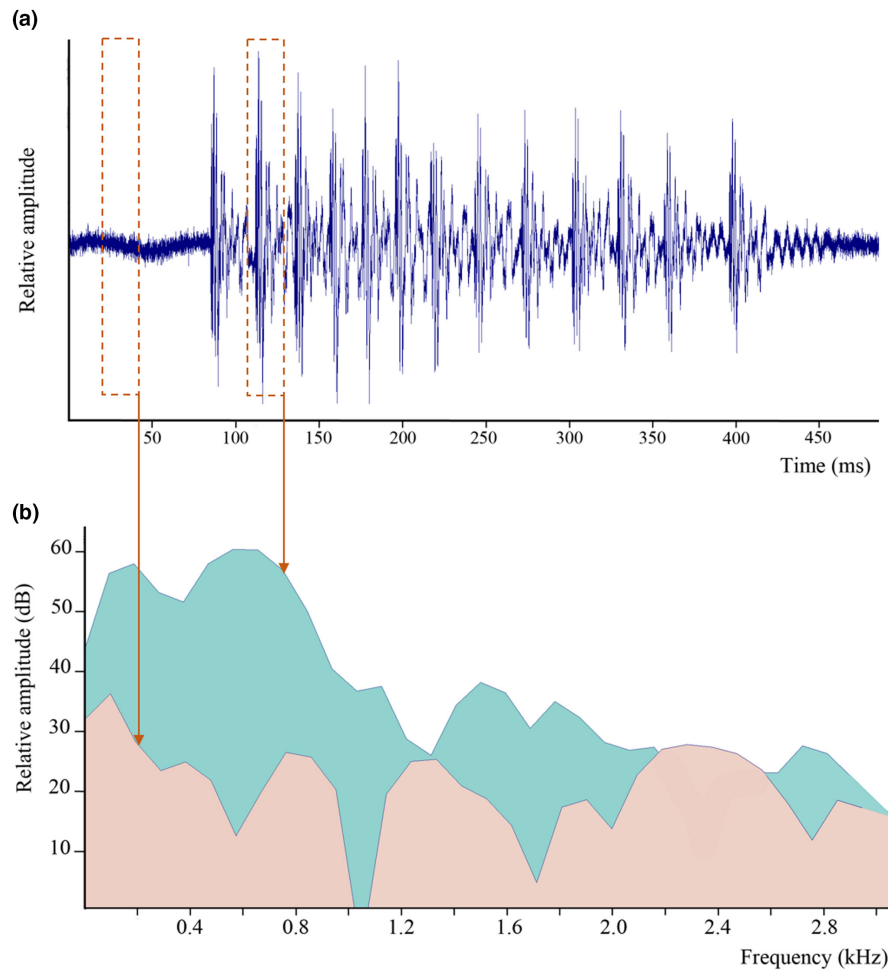 (a)
Relative amplitude
50 100 150 200 250 300 350 400 450
Time (ms)
(b)
Relative amplitude (dB)
60
50
40
30
20
10
0.4 0.8 1.2 1.6 2.0 2.4 2.8
Frequency (kHz)